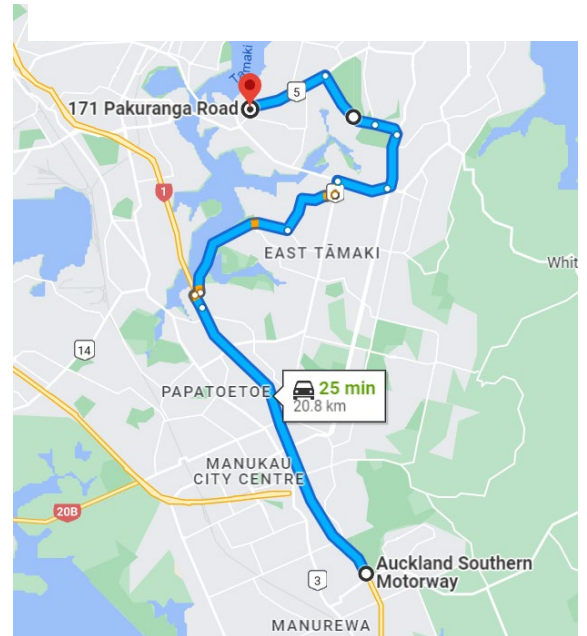 Tāmaki
5
171 Pakuranga Road
1
EAST TĀMAKI
Whit
14
25 min
20.8 km
PAPATOETOE
MANUKAU
CITY CENTRE
20B
Auckland Southern
Motorway
3
MANUREWA